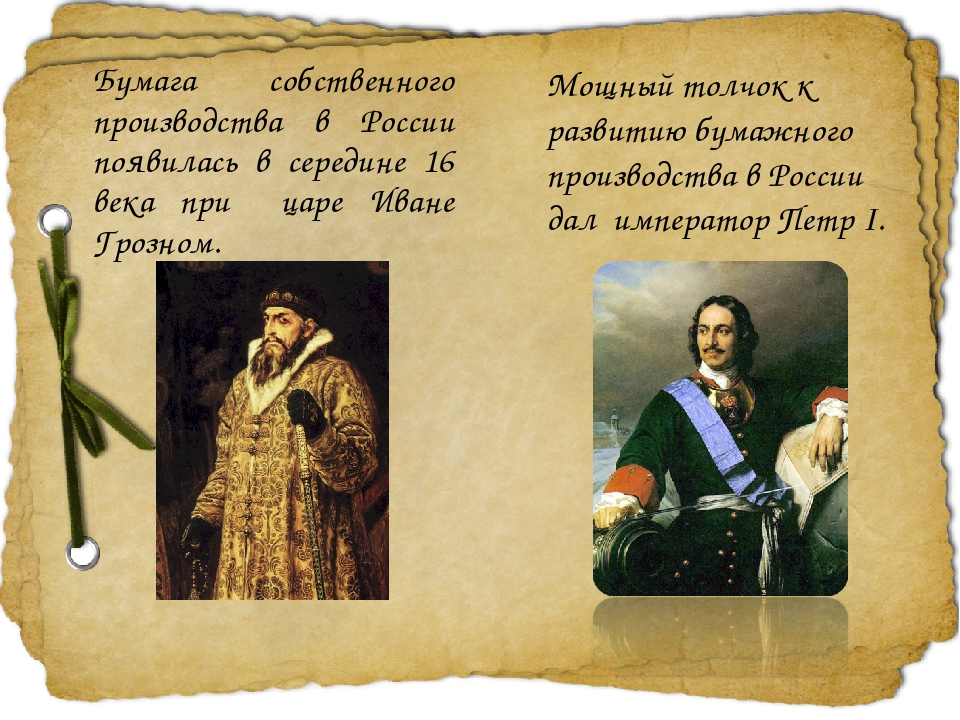 Бумага собственного
производства в России
появилась в середине 16
века при царе Иване
Грозном.
Мощный толчок к
развитию бумажного
производства в России
дал император Петр I.